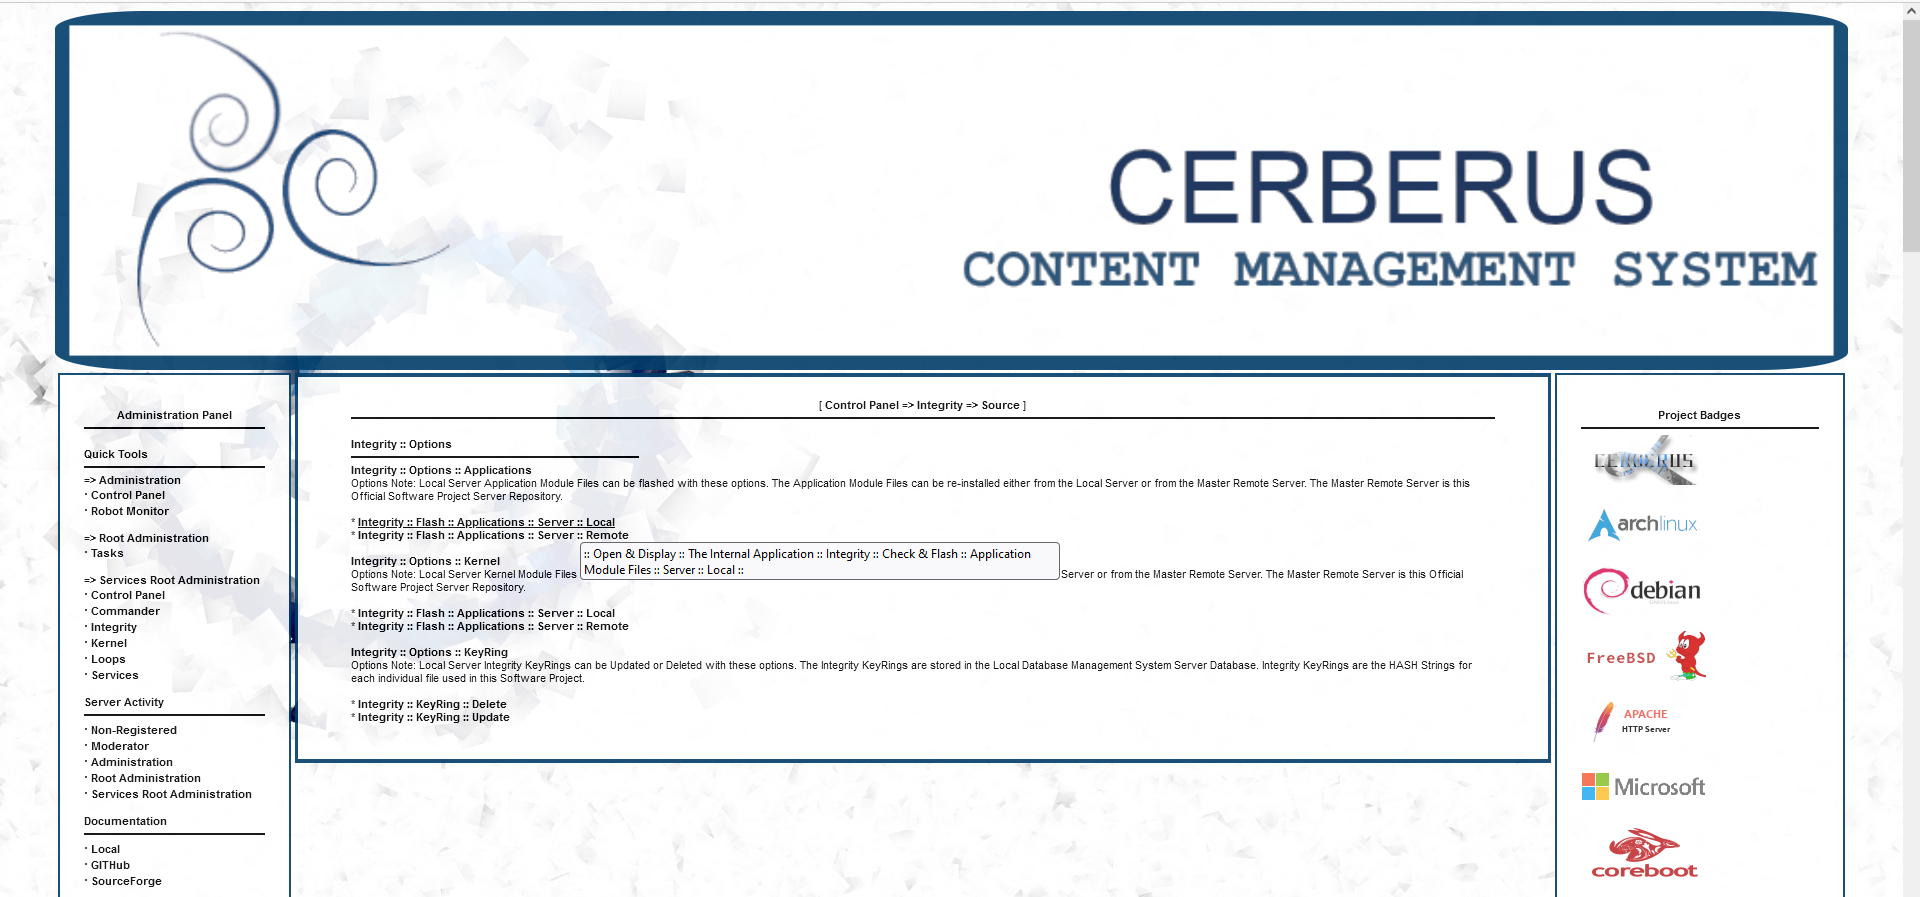 CERBERUS
CONTENT MANAGEMENT SYSTEM
Administration Panel
Quick Tools
=> Administration
· Control Panel
· Robot Monitor
=> Root Administration
· Tasks
=> Services Root Administration
· Control Panel
· Commander
· Integrity
· Kernel
· Loops
· Services
Server Activity
· Non-Registered
· Moderator
· Administration
· Root Administration
· Services Root Administration
Documentation
· Local
· GITHub
· SourceForge
[ Control Panel => Integrity => Source ]
Integrity :: Options
Integrity :: Options :: Applications
Options Note: Local Server Application Module Files can be flashed with these options. The Application Module Files can be re-installed either from the Local Server or from the Master Remote Server. The Master Remote Server is this
Official Software Project Server Repository.
* Integrity :: Flash :: Applications :: Server :: Local
* Integrity :: Flash :: Applications :: Server :: Remote
:: Open & Display :: The Internal Application :: Integrity :: Check & Flash :: Application
Module Files :: Server :: Local ::
Integrity :: Options :: Kernel
Options Note: Local Server Kernel Module Files Server or from the Master Remote Server. The Master Remote Server is this Official
Software Project Server Repository.
* Integrity :: Flash :: Applications :: Server :: Local
* Integrity :: Flash :: Applications :: Server :: Remote
Integrity :: Options :: KeyRing
Options Note: Local Server Integrity KeyRings can be Updated or Deleted with these options. The Integrity KeyRings are stored in the Local Database Management System Server Database. Integrity KeyRings are the HASH Strings for
each individual file used in this Software Project.
* Integrity :: KeyRing :: Delete
* Integrity :: KeyRing :: Update
Project Badges
CERBERUS
archlinux
debian
FreeBSD
APACHE
HTTP Server
Microsoft
coreboot